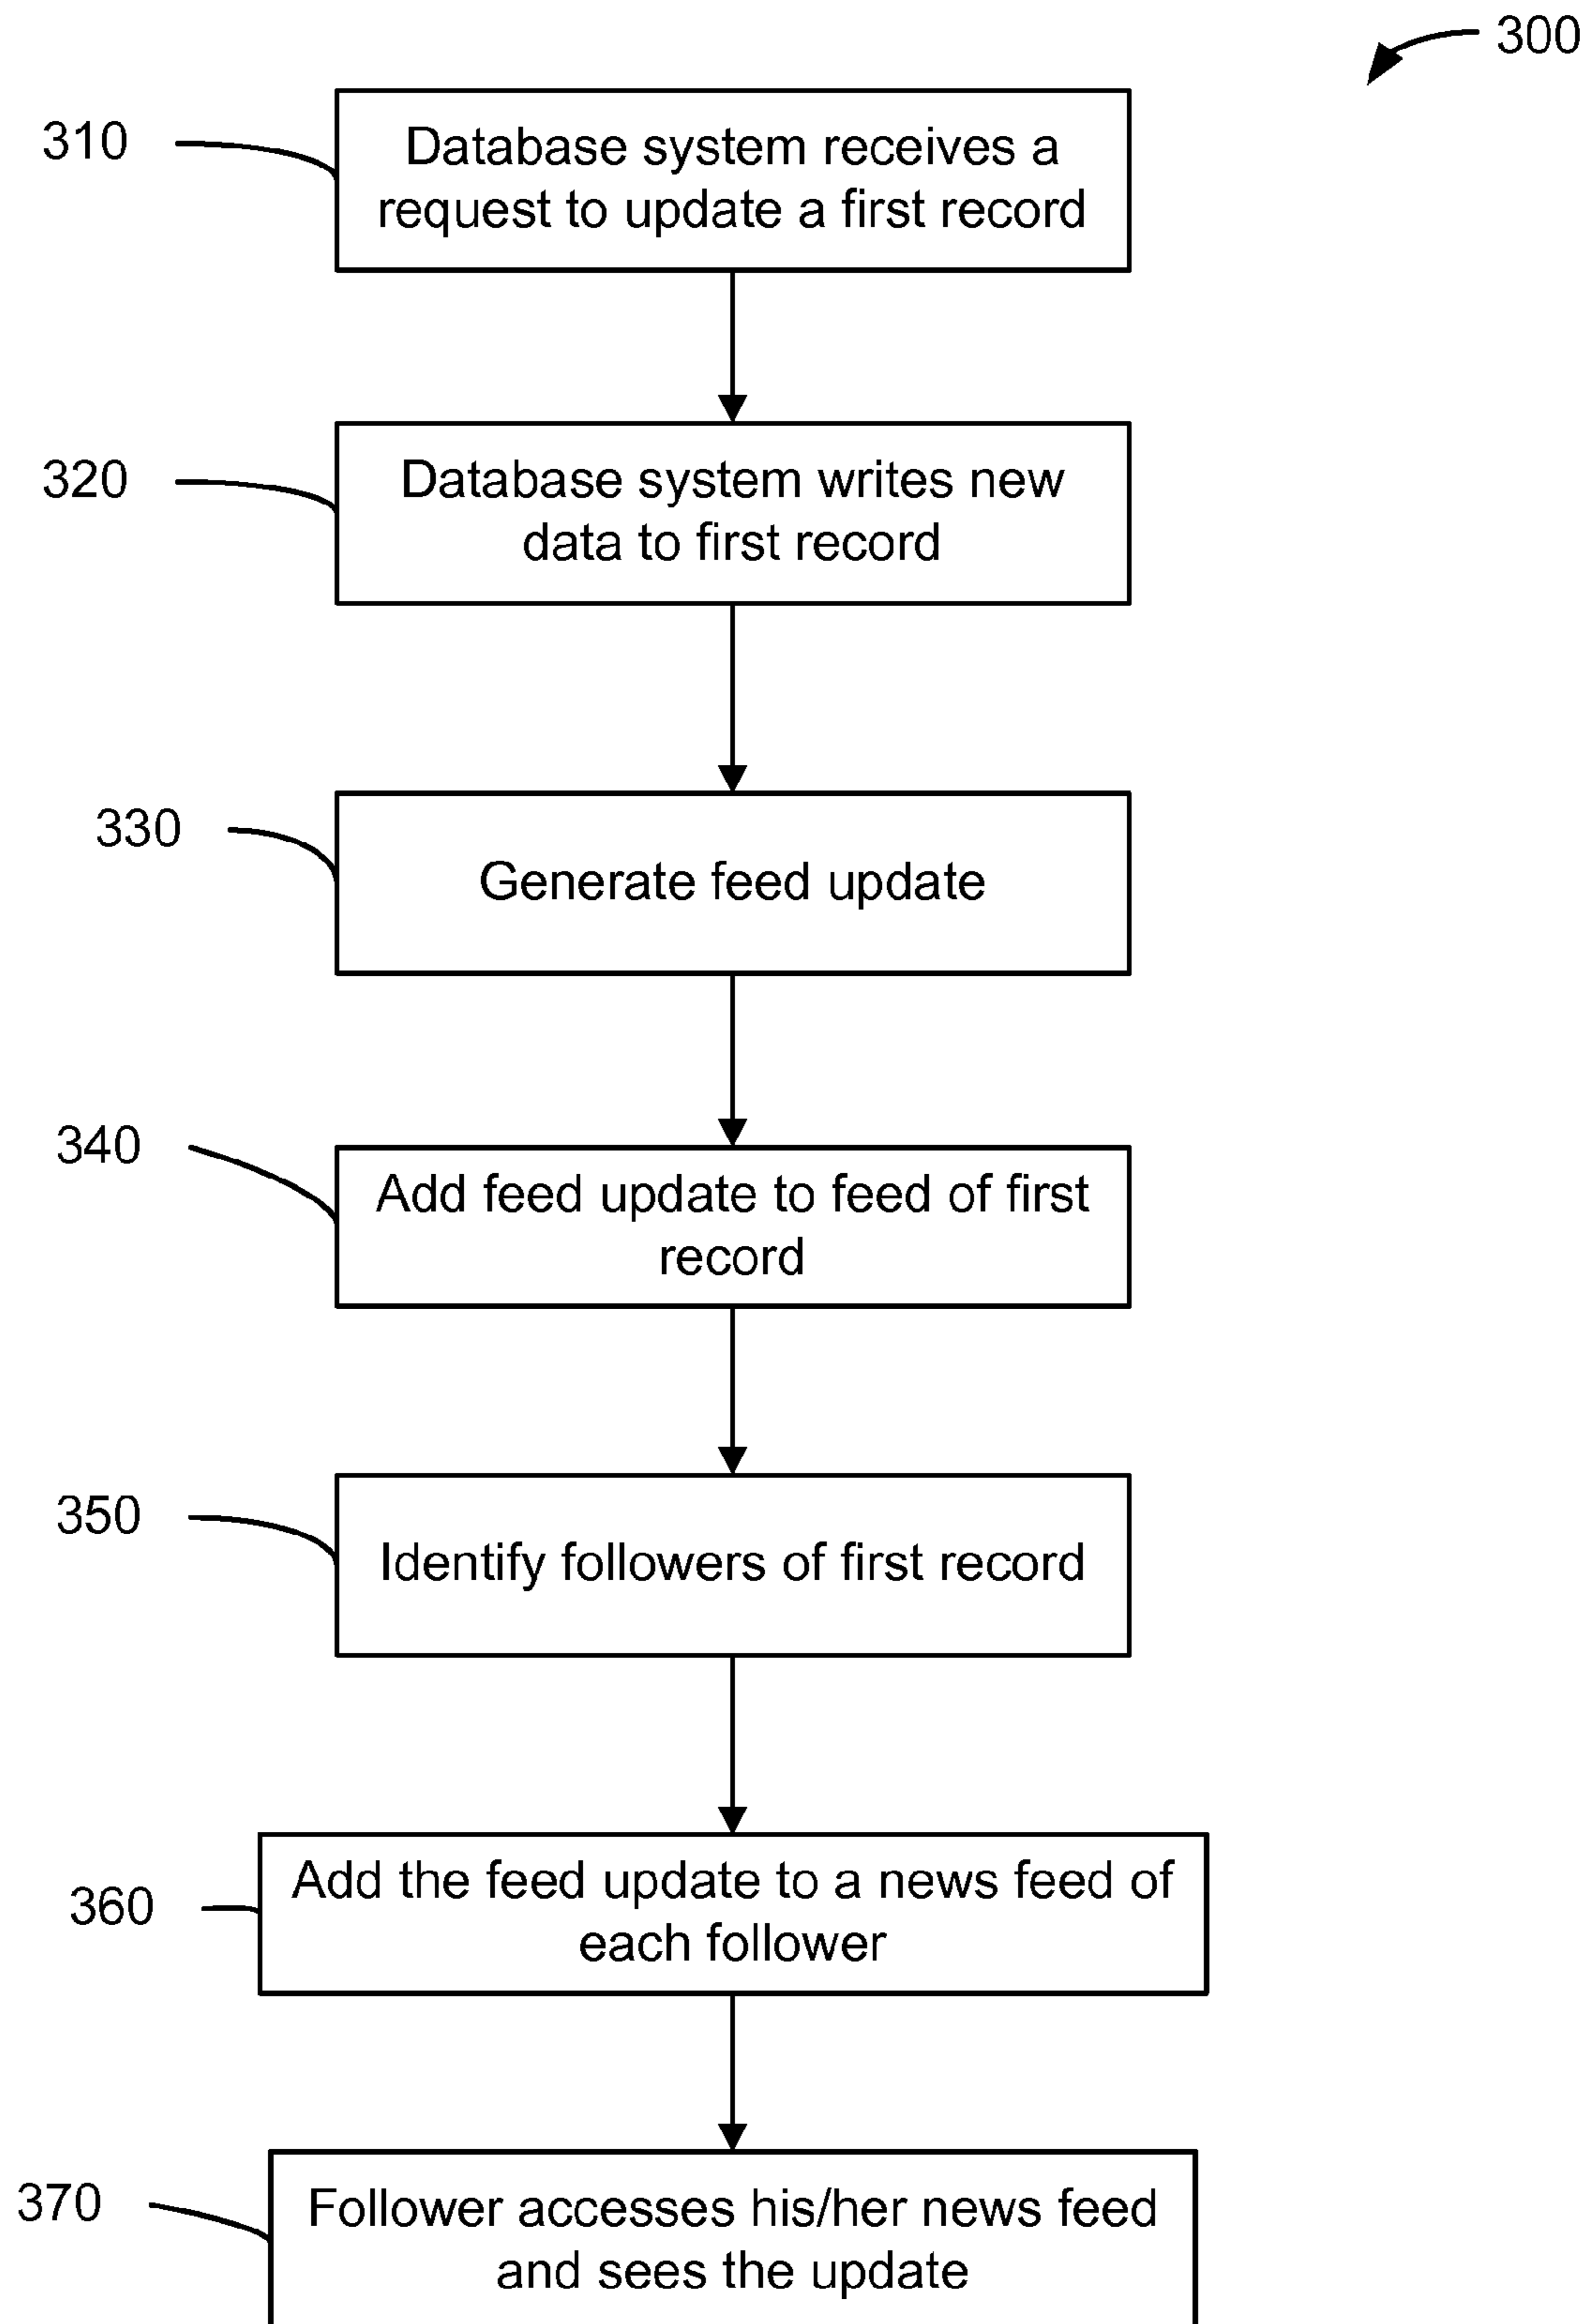 300
310
Database system receives a
request to update a first record
320
Database system writes new
data to first record
330
Generate feed update
340
Add feed update to feed of first
record
350
Identify followers of first record
360
Add the feed update to a news feed of
each follower
370
Follower accesses his/her news feed
and sees the update